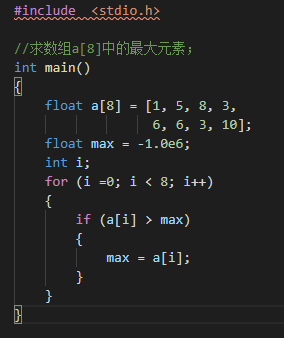 #include  <stdio.h>
//求数组a[8]中的最大元素；
int main()
{
    float a[8] = [1, 5, 8, 3,
                  6, 6, 3, 10];
    float max = -1.0e6;
    int i;
    for (i =0; i < 8; i++)
    {
        if (a[i] > max)
        {
            max = a[i];
        }
    }
}